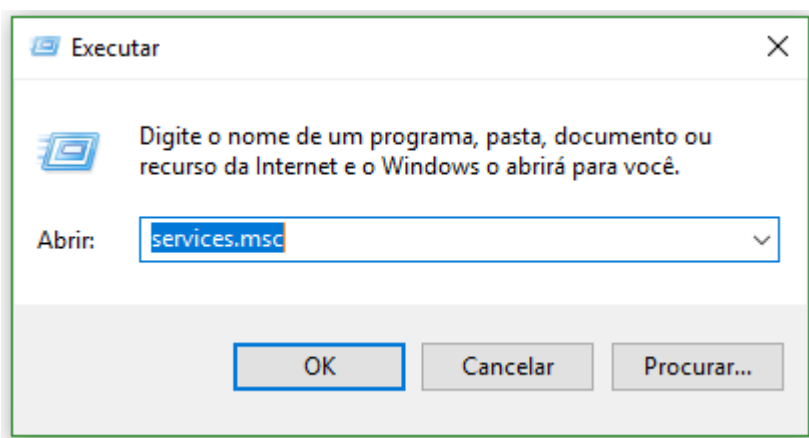 Executar
Digite o nome de um programa, pasta, documento ou
recurso da Internet e o Windows o abrirá para você.
Abrir: services.msc
OK Cancelar Procurar...